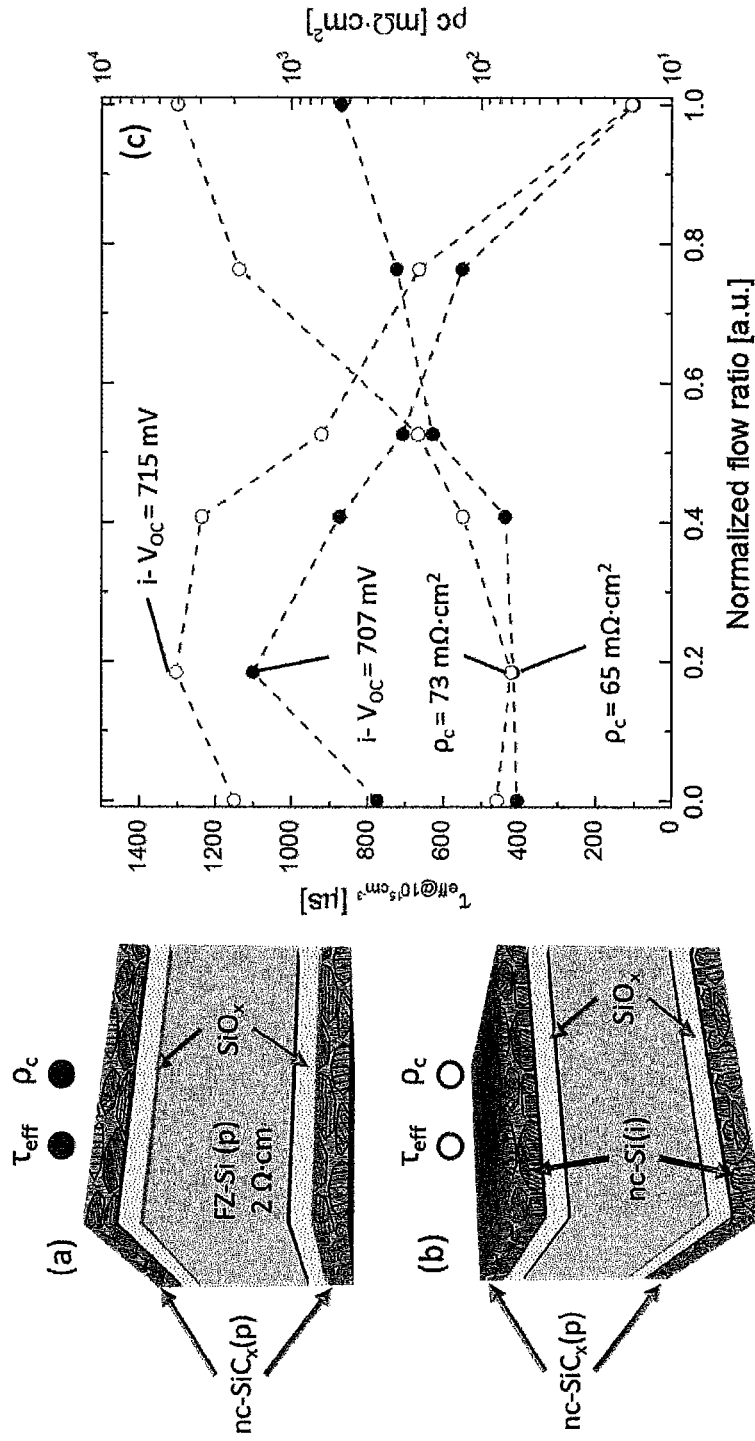 (a)
τeff ρc
nc-SiCx(p)
SiOx
FZ-Si (p)
2 Ω·cm
(b)
τeff ρc
nc-SiCx(p)
nc-Si(i)
SiOx
(c)
τeff@10¹⁵cm⁻³ [µs]
1400
1200
1000
800
600
400
200
0
i- VOC = 715 mV
i- VOC = 707 mV
ρc = 73 mΩ·cm²
ρc = 65 mΩ·cm²
0.0 0.2 0.4 0.6 0.8 1.0
Normalized flow ratio [a.u.]
10⁴
10³
10²
10¹
ρc [mΩ·cm²]